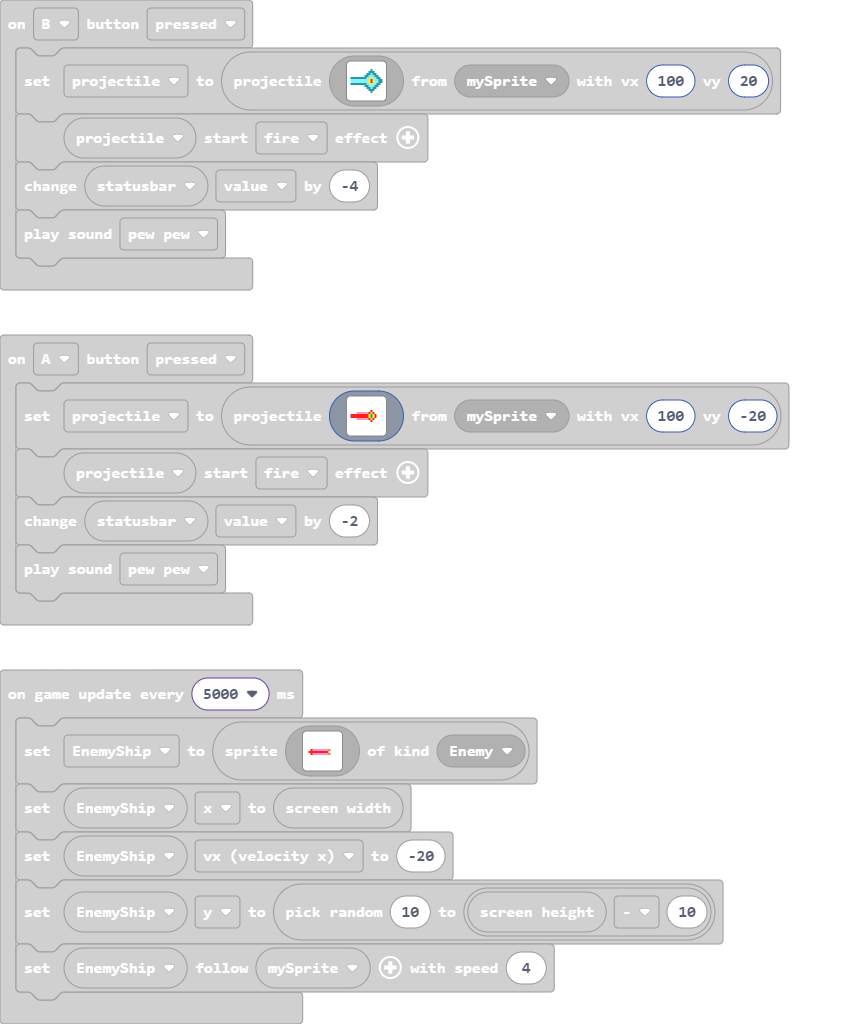 on B button pressed
set projectile to projectile from mySprite with vx 100 vy 20
projectile start fire effect
change statusbar value by -4
play sound pew pew
on A button pressed
set projectile to projectile from mySprite with vx 100 vy -20
projectile start fire effect
change statusbar value by -2
play sound pew pew
on game update every 5000 ms
set EnemyShip to sprite of kind Enemy
set EnemyShip x to screen width
set EnemyShip vx (velocity x) to -20
set EnemyShip y to pick random 10 to screen height - 10
set EnemyShip follow mySprite with speed 4